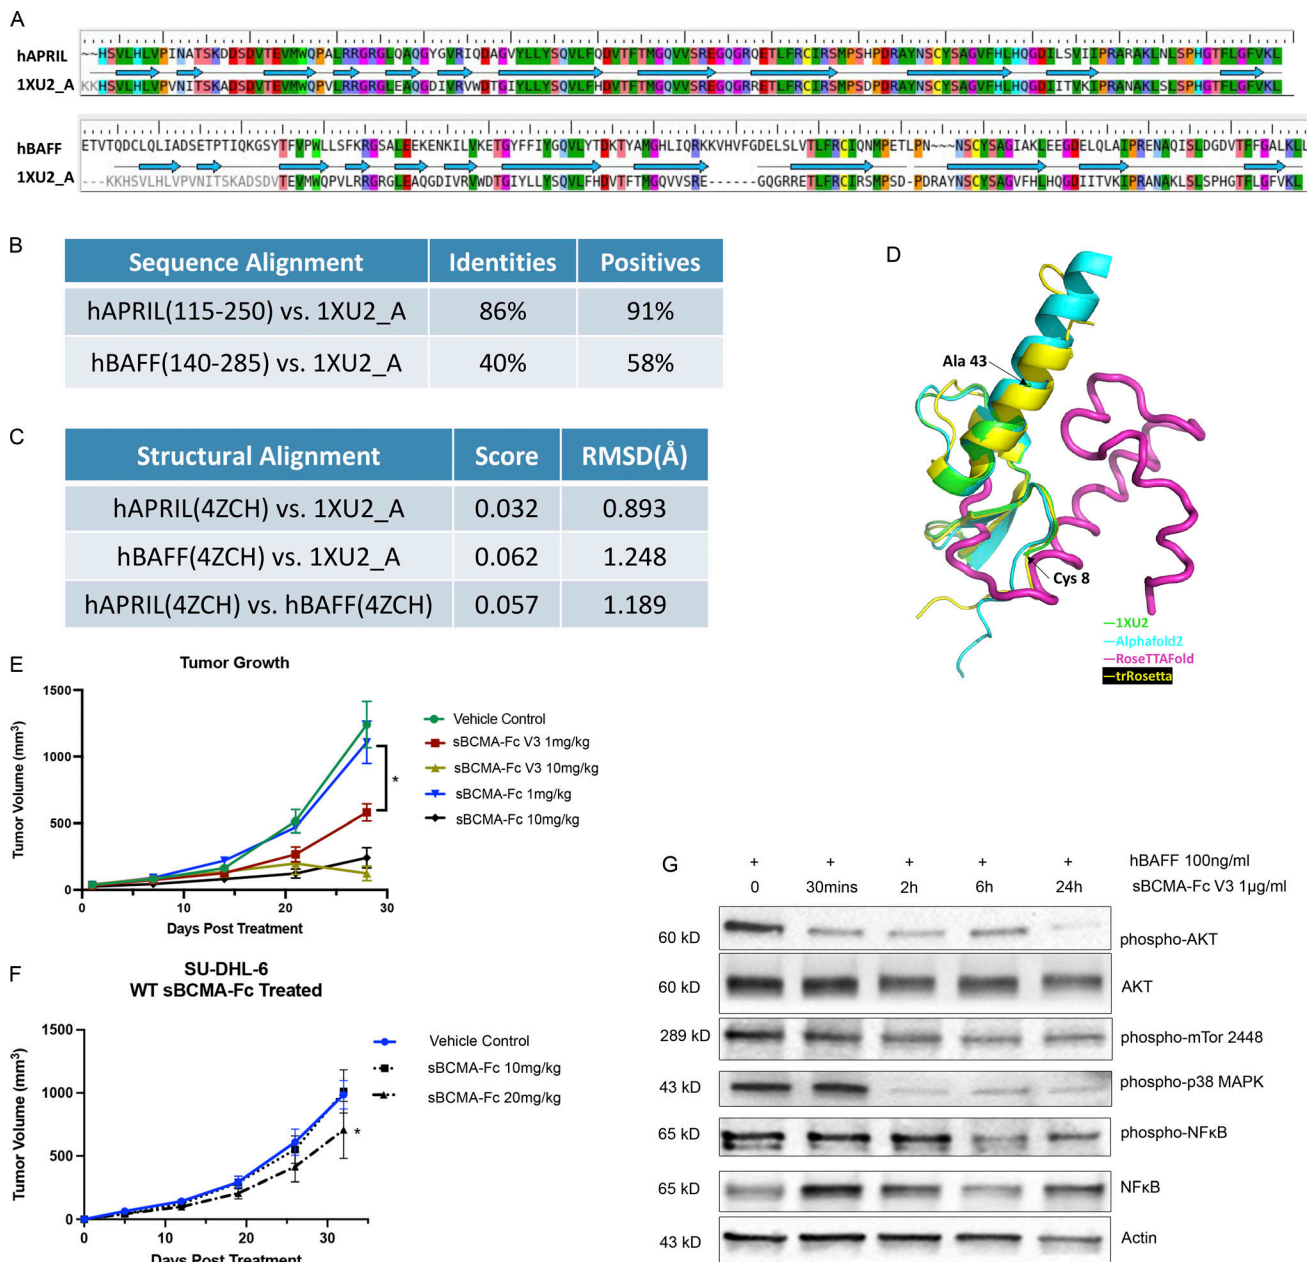 A
hAPRIL
~~HSVLHLVPINATSKDDSDVTEVMWQPALRRGRGLQAQGYGVRIQDAGVYLLYSQVLFQDVTFTMGQVVSREGQGRQETLFRCIRSMPSHPDRAYNSCYSAGVFHLHQGDILSVIIPRARAKLNLSPHGTFLGFVKL
1XU2_A
KKHSVLHLVPVNITSKADSDVTEVMWQPVLRRGRGLEAQGDIVRVWDTGIYLLYSQVLFHDVTFTMGQVVSREGQGRRETLFRCIRSMPSDPDRAYNSCYSAGVFHLHQGDIITVKIPRANAKLSLSPHGTFLGFVKL
hBAFF
ETVTQDCLQLIADSETPTIQKGSYTFVPWLLSFKRGSALEEKENKILVKETGYFFIYGQVLYTDKTYAMGHLIQRKKVHVFGDELSLVTLFRCIQNMPETLPN~~~NSCYSAGIAKLEEGDELQLAIPRENAQISLDGDVTFFGALKLL
1XU2_A
---KKHSVLHLVPVNITSKADSDVTEVMWQPVLRRGRGLEAQGDIVRVWDTGIYLLYSQVLFHDVTFTMGQVVSRE------GQGRRETLFRCIRSMPSD-PDRAYNSCYSAGVFHLHQGDIITVKIPRANAKLSLSPHGTFLGFVKL
B
Sequence Alignment Identities Positives
hAPRIL(115-250) vs. 1XU2_A 86% 91%
hBAFF(140-285) vs. 1XU2_A 40% 58%
C
Structural Alignment Score RMSD(Å)
hAPRIL(4ZCH) vs. 1XU2_A 0.032 0.893
hBAFF(4ZCH) vs. 1XU2_A 0.062 1.248
hAPRIL(4ZCH) vs. hBAFF(4ZCH) 0.057 1.189
D
Ala 43
Cys 8
—1XU2
—Alphafold2
—RoseTTAFold
—trRosetta
E
Tumor Growth
Tumor Volume (mm³)
1500
1000
500
0
0 10 20 30
Days Post Treatment
*
Vehicle Control
sBCMA-Fc V3 1mg/kg
sBCMA-Fc V3 10mg/kg
sBCMA-Fc 1mg/kg
sBCMA-Fc 10mg/kg
F
SU-DHL-6
WT sBCMA-Fc Treated
Tumor Volume (mm³)
1500
1000
500
0
0 10 20 30
Days Post Treatment
*
Vehicle Control
sBCMA-Fc 10mg/kg
sBCMA-Fc 20mg/kg
G
+ + + + + hBAFF 100ng/ml
0 30mins 2h 6h 24h sBCMA-Fc V3 1μg/ml
60 kD phospho-AKT
60 kD AKT
289 kD phospho-mTor 2448
43 kD phospho-p38 MAPK
65 kD phospho-NFκB
65 kD NFκB
43 kD Actin